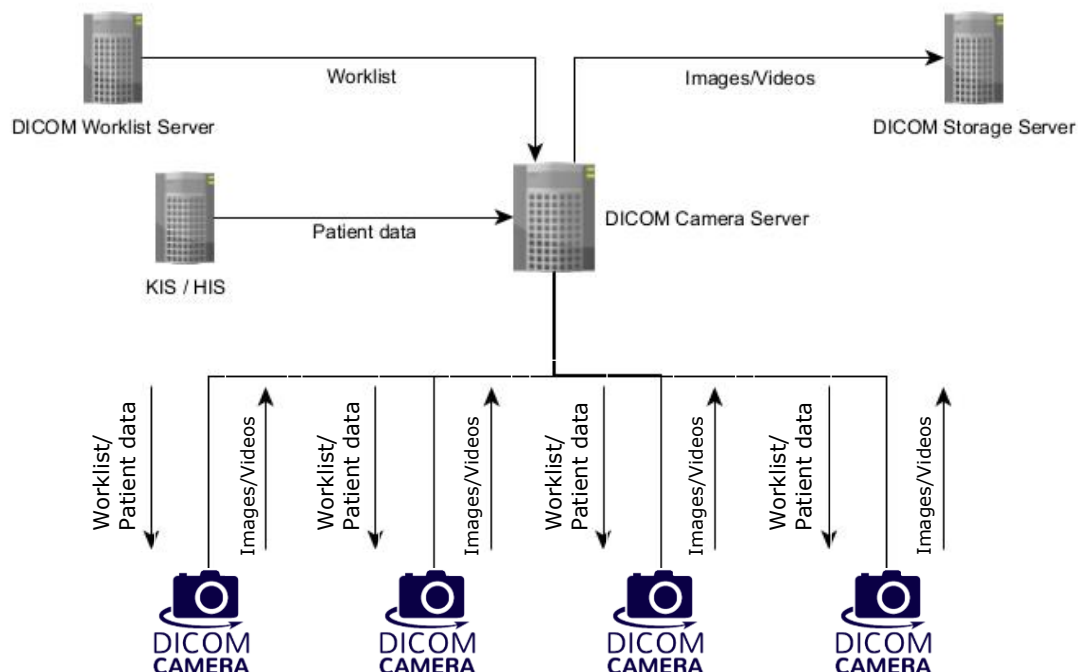 Worklist
Images/Videos
DICOM Worklist Server
DICOM Storage Server
DICOM Camera Server
Patient data
KIS / HIS
Worklist/
Patient data
Images/Videos
Worklist/
Patient data
Images/Videos
Worklist/
Patient data
Images/Videos
Worklist/
Patient data
Images/Videos
DICOM
CAMERA
DICOM
CAMERA
DICOM
CAMERA
DICOM
CAMERA